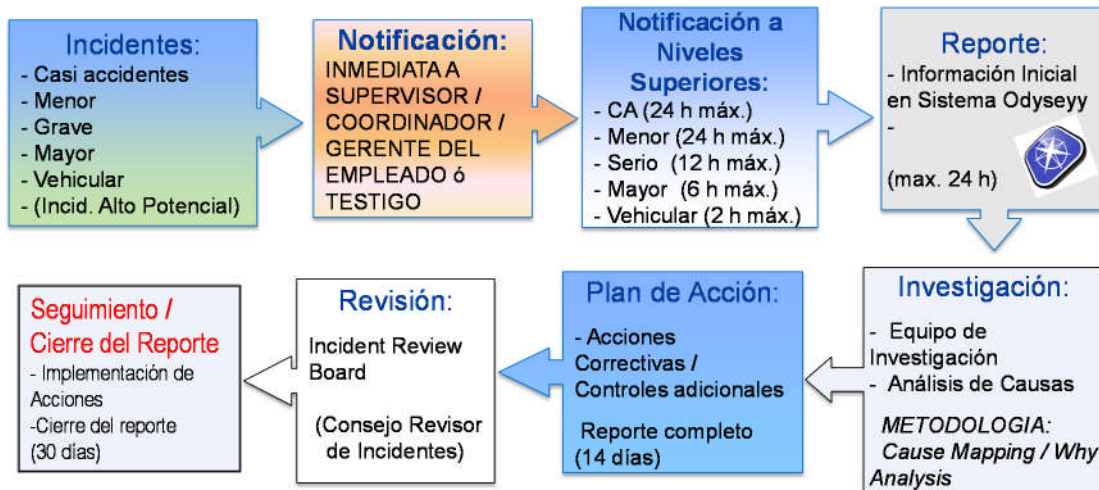 Incidentes:
- Casi accidentes
- Menor
- Grave
- Mayor
- Vehicular
- (Incid. Alto Potencial)
Notificación:
INMEDIATA A
SUPERVISOR /
COORDINADOR /
GERENTE DEL
EMPLEADO ó
TESTIGO
Notificación a
Niveles
Superiores:
- CA (24 h máx.)
- Menor (24 h máx.)
- Serio (12 h máx.)
- Mayor (6 h máx.)
- Vehicular (2 h máx.)
Reporte:
- Información Inicial
en Sistema Odyseyy
-
(max. 24 h)
Investigación:
- Equipo de
Investigación
- Análisis de Causas
METODOLOGIA:
Cause Mapping / Why
Analysis
Plan de Acción:
- Acciones
Correctivas /
Controles adicionales
Reporte completo
(14 días)
Revisión:
Incident Review
Board
(Consejo Revisor
de Incidentes)
Seguimiento /
Cierre del Reporte
- Implementación de
Acciones
-Cierre del reporte
(30 días)